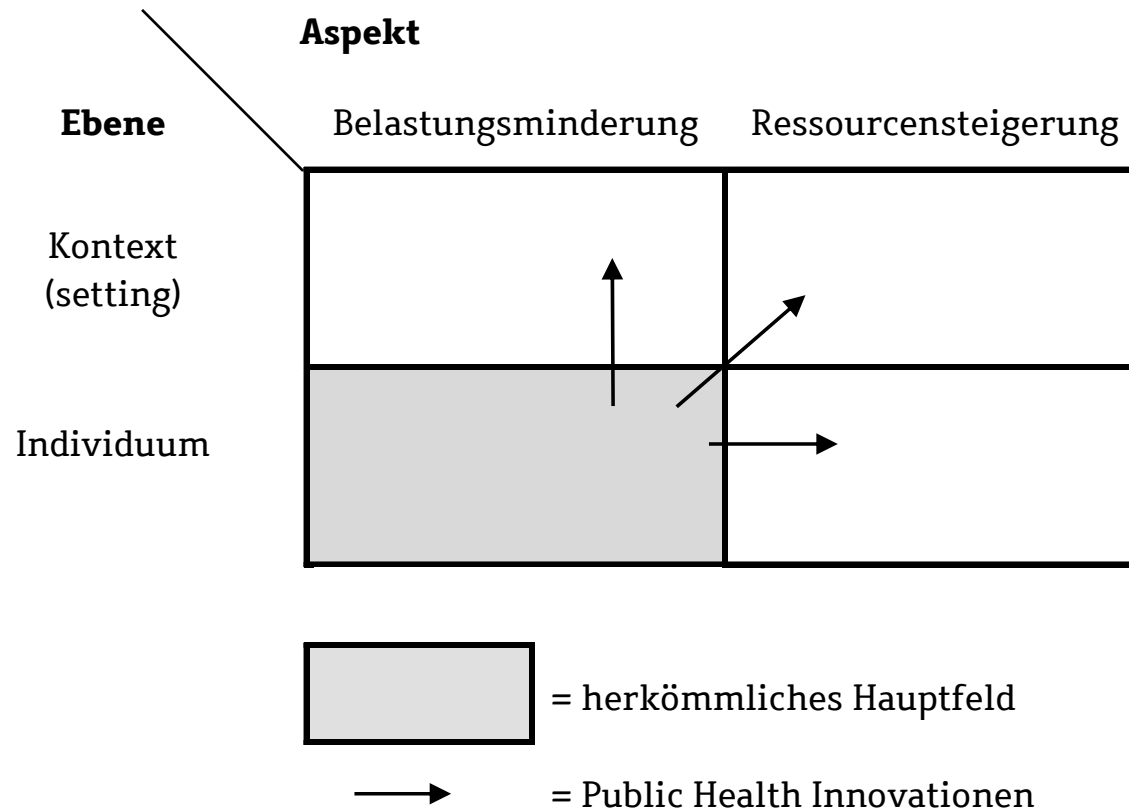 Aspekt
Ebene
Belastungsminderung
Ressourcensteigerung
Kontext
(setting)
Individuum
= herkömmliches Hauptfeld
= Public Health Innovationen